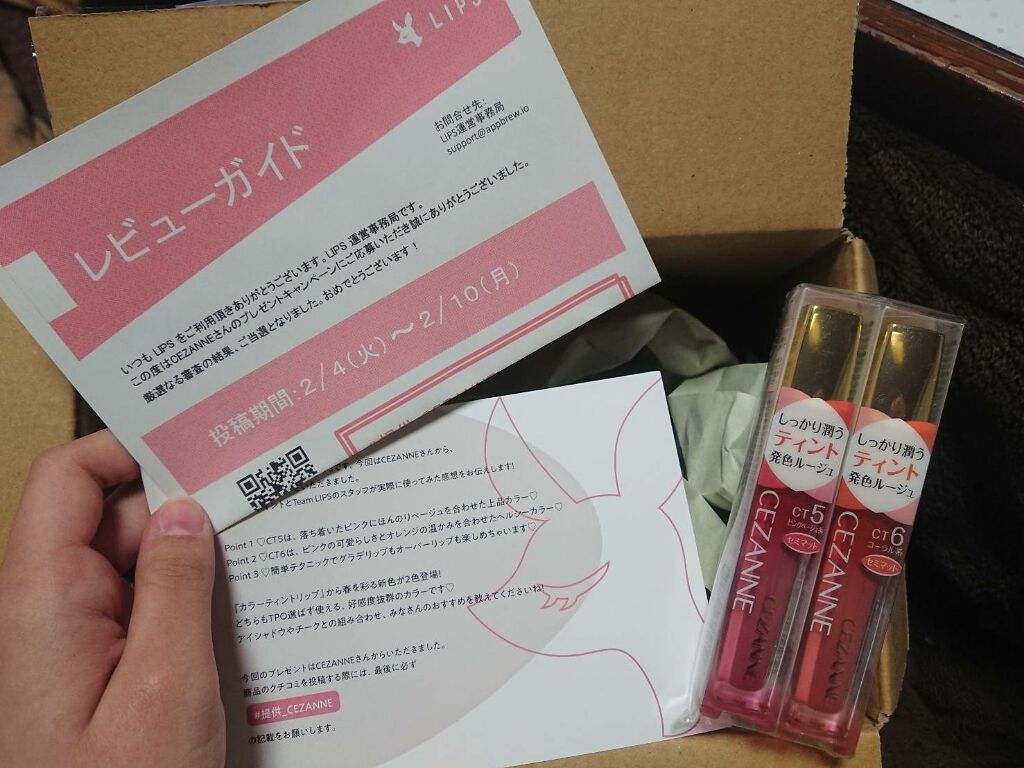 LIPS
お問合せ先:
LIPS運営事務局
support@appbrew.io
レビューガイド
いつも LIPS をご利用頂きありがとうございます。LIPS 運営事務局です。
この度はCEZANNEさんのプレゼントキャンペーンにご応募いただき誠にありがとうございました。
厳選なる審査の結果、ご当選となりました。おめでとうございます！
投稿期間:2/4(火)〜2/10(月)
です、今回はCEZANNEさんから、
だきました。
ントとTeam LIPSのスタッフが実際に使ってみた感想をお伝えします!
Point 1 ♡CT5は、落ち着いたピンクにほんのりベージュを合わせた上品カラー♡
Point 2 ♡CT6は、ピンクの可愛らしさとオレンジの温かみを合わせたヘルシーカラー♡
Point 3 ♡簡単テクニックでグラデリップもオーバーリップも楽しめちゃいます♡
「カラーティントリップ」から春を彩る新色が2色登場!
どちらもTPO選ばず使える、好感度抜群のカラーです♡
アイシャドウやチークとの組み合わせ、みなさんのおすすめを教えてくださいね!
今回のプレゼントはCEZANNEさんからいただきました。
商品のクチコミを投稿する際には、最後に必ず
#提供_CEZANNE
の記載をお願いします。
しっかり潤う
ティント
発色ルージュ
CT5
ピンクベージュ系
セミマット
CEZANNE
CEZANNE
しっかり潤う
ティント
発色ルージュ
CT6
コーラル系
セミマット
CEZANNE
CEZANNE